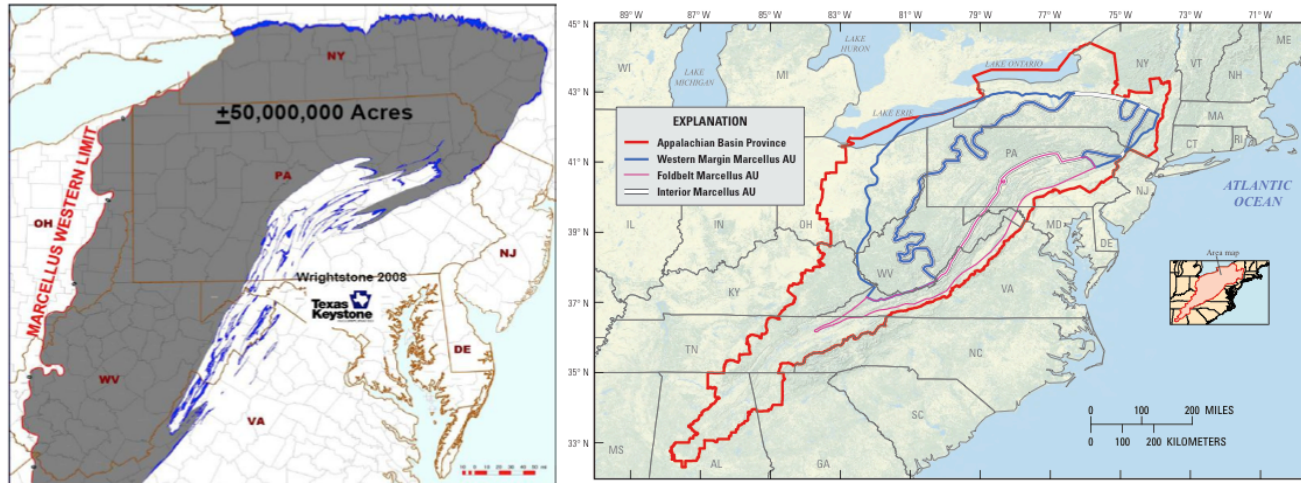 NY
±50,000,000 Acres
MARCELLUS WESTERN LIMIT
PA
OH
NJ
Wrightstone 2008
Texas
Keystone
DE
WV
VA
89° W
87° W
85° W
83° W
81° W
79° W
77° W
75° W
73° W
71° W
45° N
43° N
41° N
39° N
37° N
35° N
33° N
LAKE
HURON
LAKE
MICHIGAN
LAKE ONTARIO
LAKE ERIE
WI
MI
NY
VT
NH
ME
MA
CT
RI
EXPLANATION
Appalachian Basin Province
Western Margin Marcellus AU
Foldbelt Marcellus AU
Interior Marcellus AU
PA
NJ
ATLANTIC
OCEAN
IL
IN
OH
MD
DE
WV
KY
VA
Area map
TN
NC
SC
MS
AL
GA
0 100 200 MILES
0 100 200 KILOMETERS